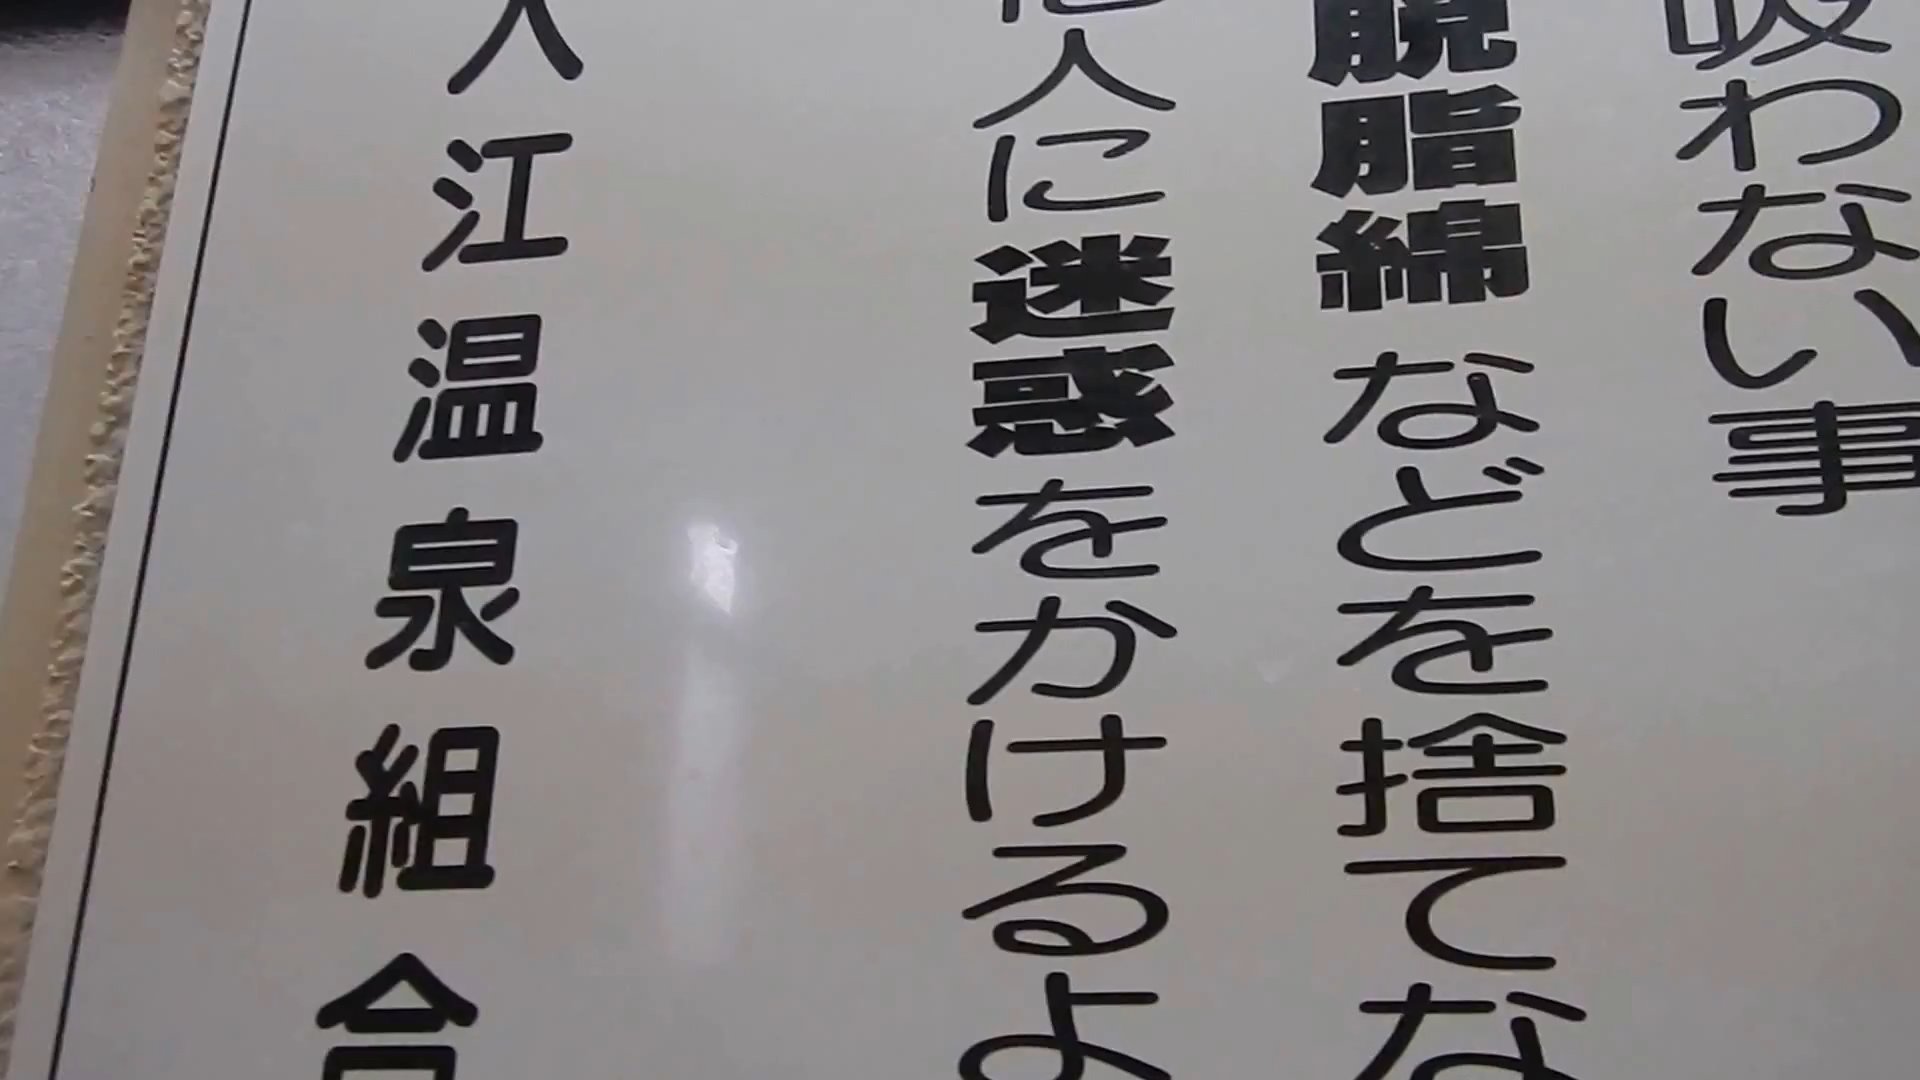 吸わない事
脱脂綿などを捨てな
他人に迷惑をかけるよ
入江温泉組合